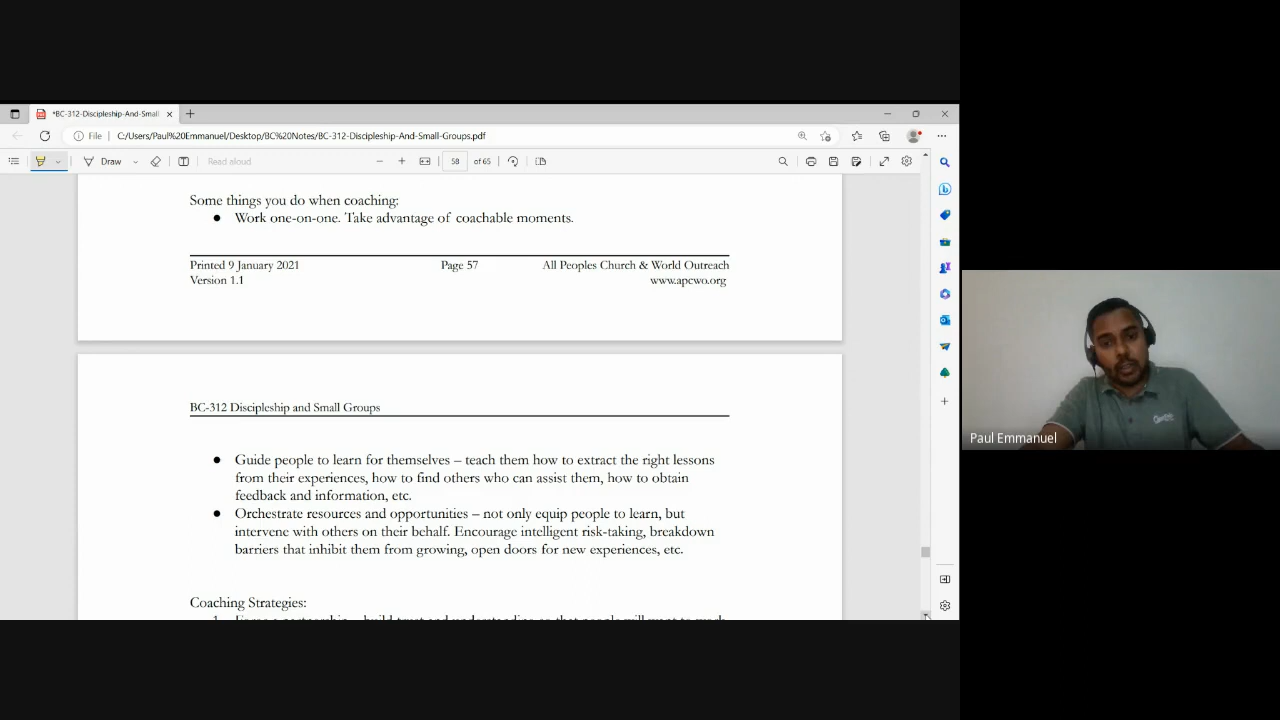 *BC-312-Discipleship-And-Small
File
C:/Users/Paul%20Emmanuel/Desktop/BC%20Notes/BC-312-Discipleship-And-Small-Groups.pdf
Draw
Read aloud
58 of 65
Some things you do when coaching:
● Work one-on-one. Take advantage of coachable moments.
Printed 9 January 2021 Page 57 All Peoples Church & World Outreach
Version 1.1 www.apcwo.org
BC-312 Discipleship and Small Groups
● Guide people to learn for themselves – teach them how to extract the right lessons
from their experiences, how to find others who can assist them, how to obtain
feedback and information, etc.
● Orchestrate resources and opportunities – not only equip people to learn, but
intervene with others on their behalf. Encourage intelligent risk-taking, breakdown
barriers that inhibit them from growing, open doors for new experiences, etc.
Coaching Strategies:
Paul Emmanuel